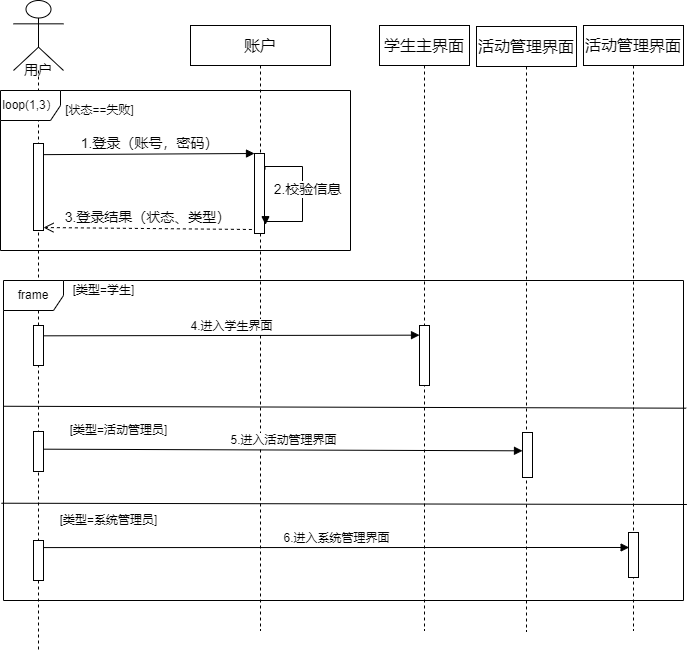 用户
账户
学生主界面
活动管理界面
活动管理界面
loop(1,3）
[状态==失败]
1.登录（账号，密码）
2.校验信息
3.登录结果（状态、类型）
frame
[类型=学生]
4.进入学生界面
[类型=活动管理员]
5.进入活动管理界面
[类型=系统管理员]
6.进入系统管理界面